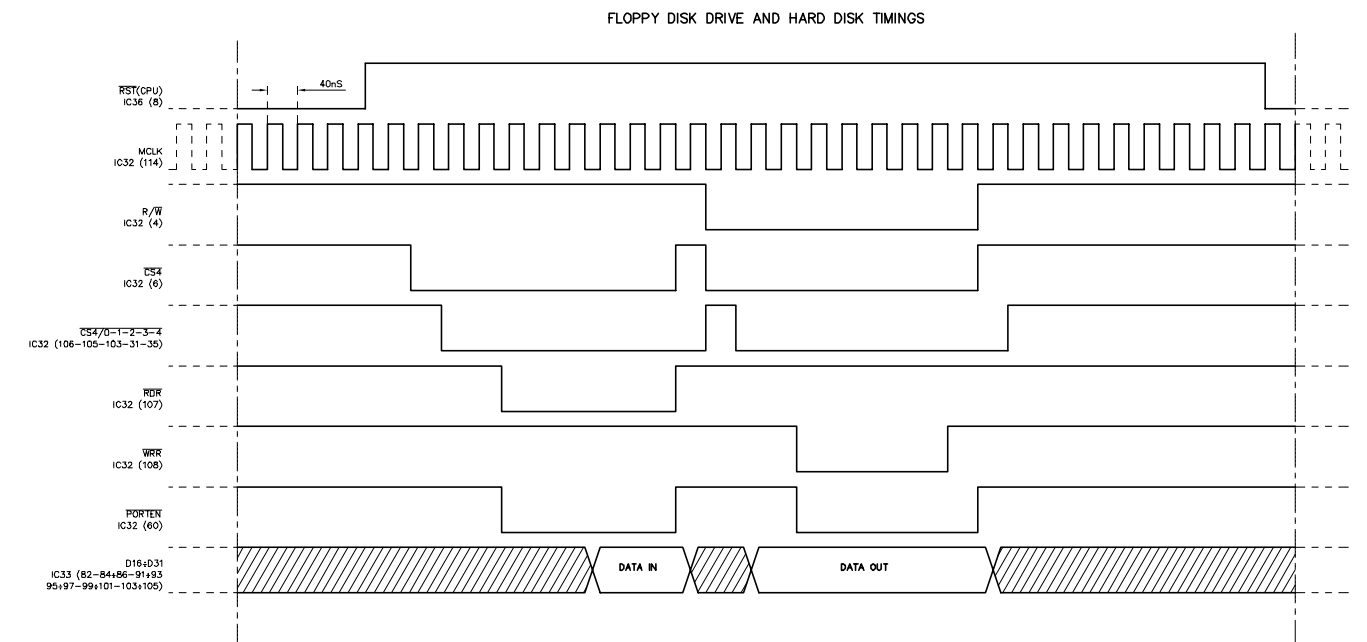 FLOPPY DISK DRIVE AND HARD DISK TIMINGS
RST(CPU)
IC36 (8)
40nS
MCLK
IC32 (114)
R/W
IC32 (4)
CS4
IC32 (6)
CS4/0-1-2-3-4
IC32 (106-105-103-31-35)
RDR
IC32 (107)
WRR
IC32 (108)
PORTEN
IC32 (60)
D16÷D31
IC33 (82-84÷86-91÷93
95÷97-99÷101-103÷105)
DATA IN
DATA OUT